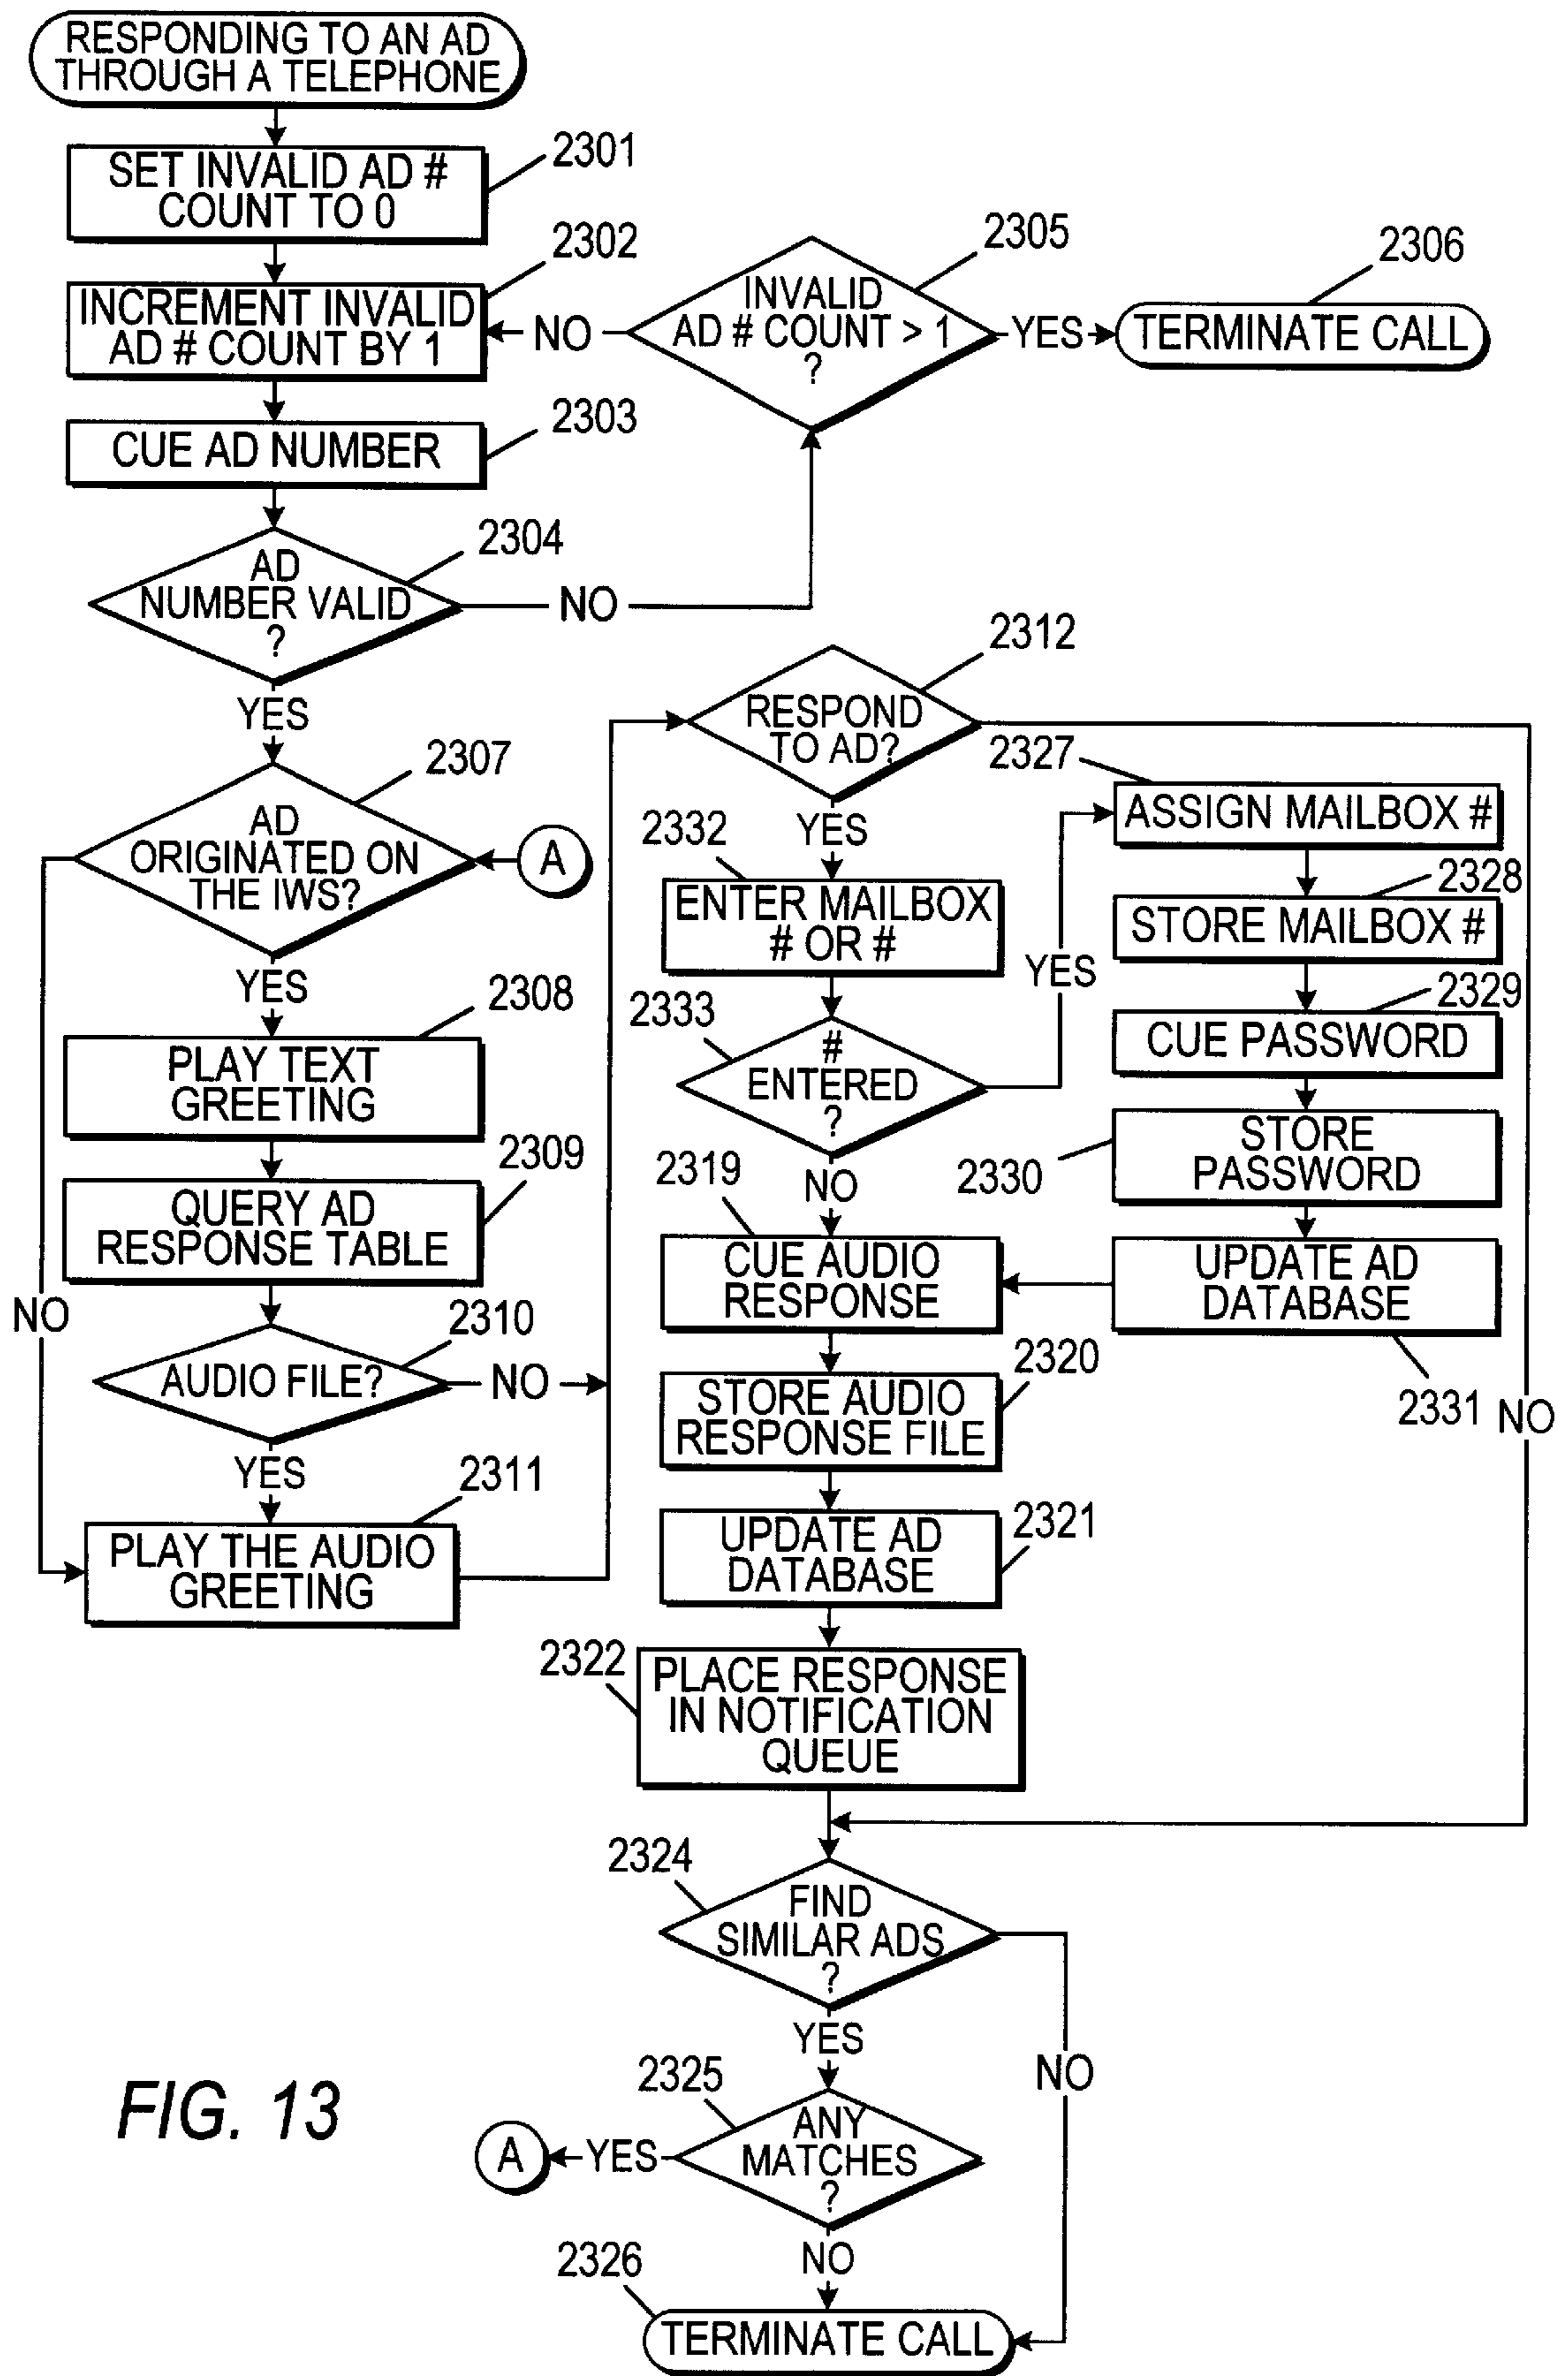 RESPONDING TO AN AD
THROUGH A TELEPHONE
2301
SET INVALID AD #
COUNT TO 0
2302
INCREMENT INVALID
AD # COUNT BY 1
NO
2305
INVALID
AD # COUNT > 1
?
YES
2306
TERMINATE CALL
2303
CUE AD NUMBER
2304
AD
NUMBER VALID
?
NO
YES
2307
AD
ORIGINATED ON
THE IWS?
A
YES
2308
PLAY TEXT
GREETING
2309
QUERY AD
RESPONSE TABLE
NO
2310
AUDIO FILE?
NO
YES
2311
PLAY THE AUDIO
GREETING
2312
RESPOND
TO AD?
YES
2332
ENTER MAILBOX
# OR #
2333
#
ENTERED
?
YES
NO
2327
ASSIGN MAILBOX #
2328
STORE MAILBOX #
2329
CUE PASSWORD
2330
STORE
PASSWORD
UPDATE AD
DATABASE
2331
NO
2319
CUE AUDIO
RESPONSE
2320
STORE AUDIO
RESPONSE FILE
2321
UPDATE AD
DATABASE
2322
PLACE RESPONSE
IN NOTIFICATION
QUEUE
2324
FIND
SIMILAR ADS
?
YES
NO
2325
ANY
MATCHES
?
YES
A
NO
2326
TERMINATE CALL
FIG. 13